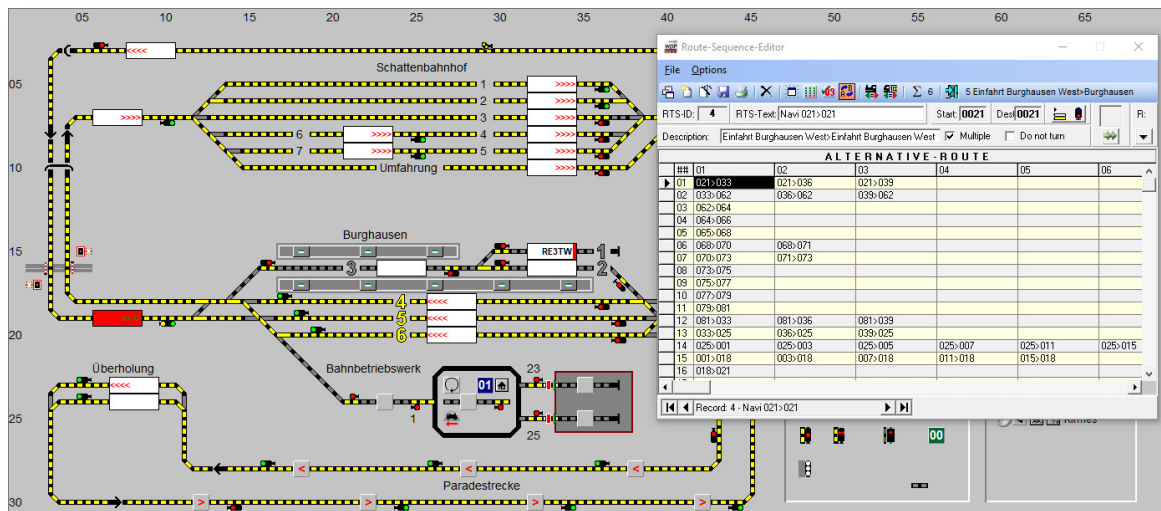 05 10 15 20 25 30 35 40 45 50 55 60 65
05
10
15
20
25
30
<<<<
Schattenbahnhof
1
>>>>
2
>>>>
3
>>>>
6
>>>>
4
7
>>>>
5
>>>>
Umfahrung
>>>>
Burghausen
RE3TW
1
3
2
4
<<<<
5
<<<<
6
Überholung
<<<<
Bahnbetriebswerk
01
23
1
25
< < <
Paradestrecke
> > > >
Route-Sequence-Editor
File Options
Σ 6 5 Einfahrt Burghausen West>Burghausen
RTS-ID: 4 RTS-Text: Navi 021>021 Start: 0021 Desl 0021 R:
Description: Einfahrt Burghausen West>Einfahrt Burghausen West Multiple Do not turn
ALTERNATIVE-ROUTE
## 01 02 03 04 05 06
01 021>033 021>036 021>039
02 033>062 036>062 039>062
03 062>064
04 064>066
05 065>068
06 068>070 068>071
07 070>073 071>073
08 073>075
09 075>077
10 077>079
11 079>081
12 081>033 081>036 081>039
13 033>025 036>025 039>025
14 025>001 025>003 025>005 025>007 025>011 025>015
15 001>018 003>018 007>018 011>018 015>018
16 018>021
Record: 4 - Navi 021>021
00